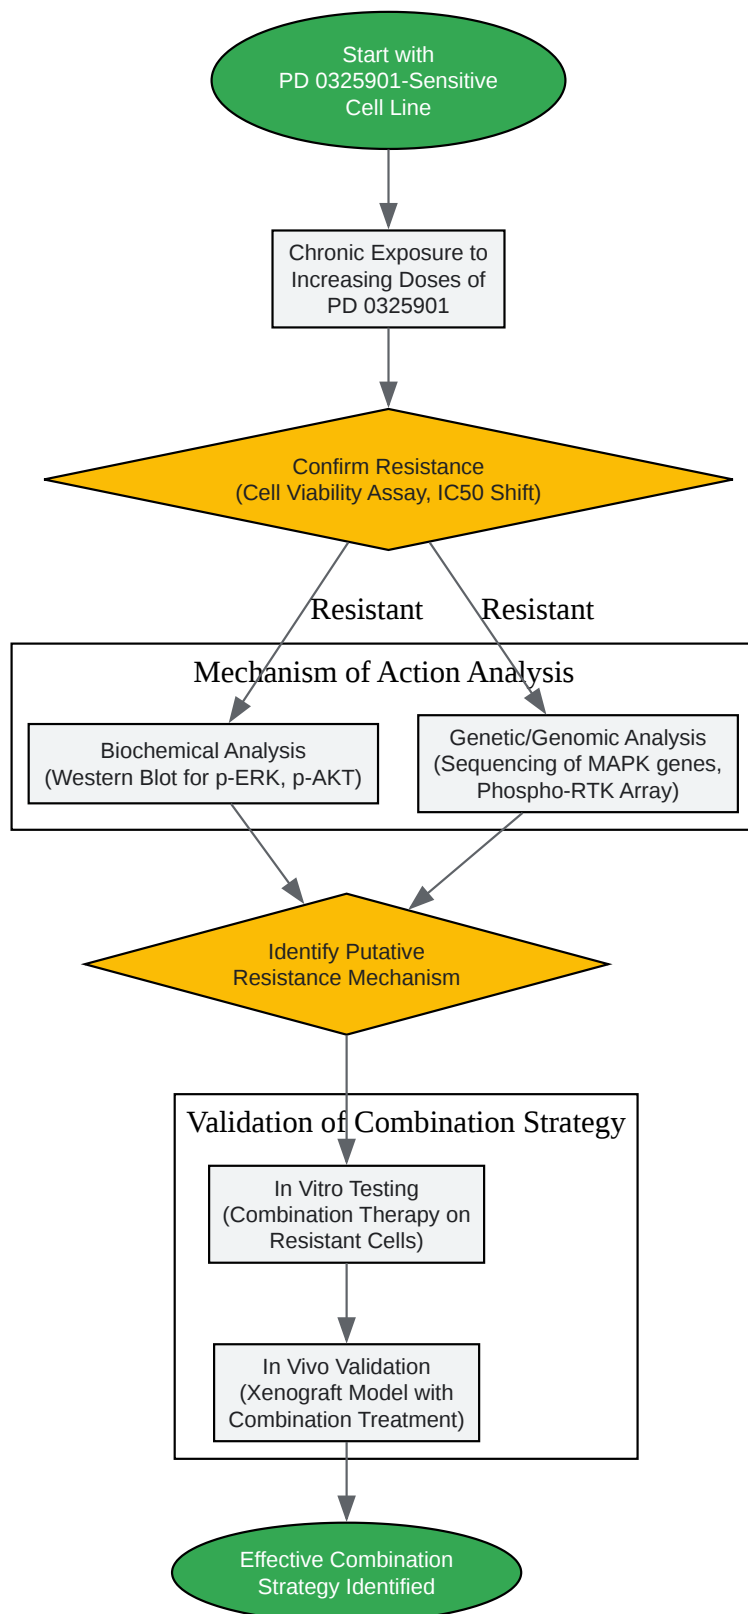 Start with
PD 0325901-Sensitive
Cell Line
Chronic Exposure to
Increasing Doses of
PD 0325901
Confirm Resistance
(Cell Viability Assay, IC50 Shift)
Resistant
Resistant
Mechanism of Action Analysis
Biochemical Analysis
(Western Blot for p-ERK, p-AKT)
Genetic/Genomic Analysis
(Sequencing of MAPK genes,
Phospho-RTK Array)
Identify Putative
Resistance Mechanism
Validation of Combination Strategy
In Vitro Testing
(Combination Therapy on
Resistant Cells)
In Vivo Validation
(Xenograft Model with
Combination Treatment)
Effective Combination
Strategy Identified